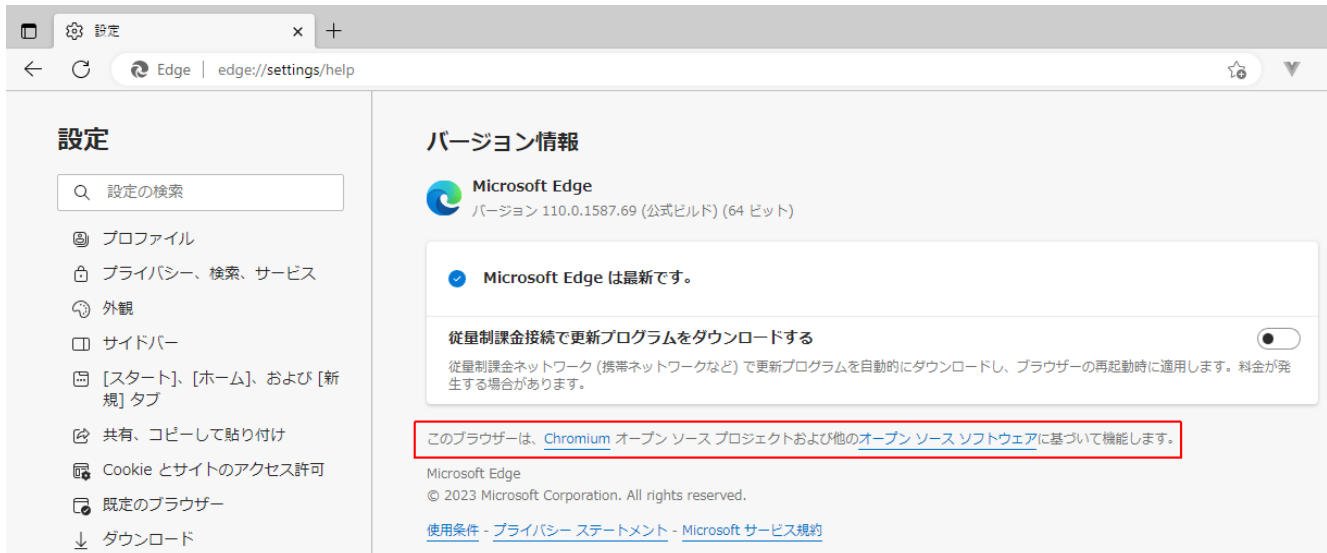 設定
Edge | edge://settings/help
設定
設定の検索
プロファイル
プライバシー、検索、サービス
外観
サイドバー
[スタート]、[ホーム]、および [新
規] タブ
共有、コピーして貼り付け
Cookie とサイトのアクセス許可
既定のブラウザー
ダウンロード
バージョン情報
Microsoft Edge
バージョン 110.0.1587.69 (公式ビルド) (64 ビット)
Microsoft Edge は最新です。
従量制課金接続で更新プログラムをダウンロードする
従量制課金ネットワーク (携帯ネットワークなど) で更新プログラムを自動的にダウンロードし、ブラウザーの再起動時に適用します。料金が発
生する場合があります。
このブラウザーは、Chromium オープン ソース プロジェクトおよび他のオープン ソース ソフトウェアに基づいて機能します。
Microsoft Edge
© 2023 Microsoft Corporation. All rights reserved.
使用条件 - プライバシー ステートメント - Microsoft サービス規約